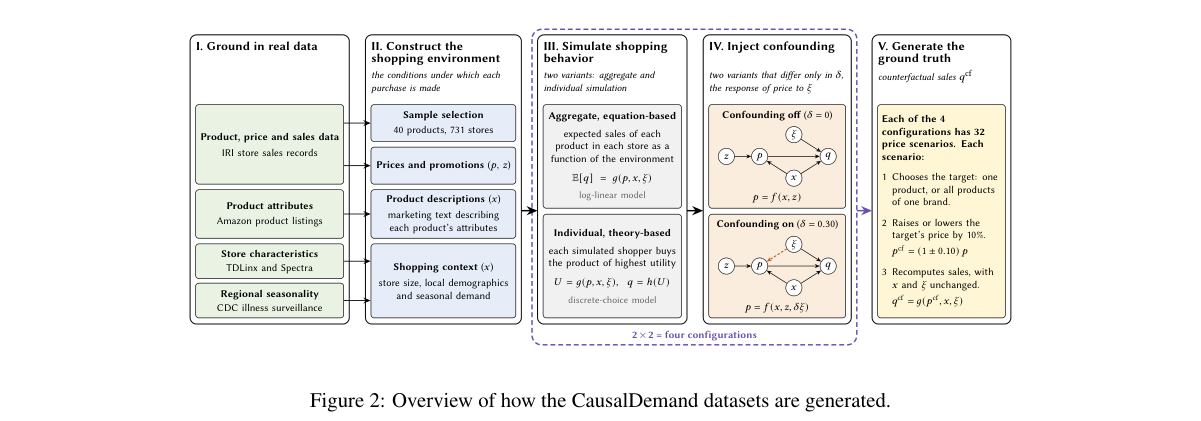 I. Ground in real data
Product, price and sales data
IRI store sales records
Product attributes
Amazon product listings
Store characteristics
TDLinx and Spectra
Regional seasonality
CDC illness surveillance
II. Construct the
shopping environment
the conditions under which each
purchase is made
Sample selection
40 products, 731 stores
Prices and promotions (p, z)
Product descriptions (x)
marketing text describing
each product's attributes
Shopping context (x)
store size, local demographics
and seasonal demand
III. Simulate shopping
behavior
two variants: aggregate and
individual simulation
Aggregate, equation-based
expected sales of each
product in each store as a
function of the environment
𝔼[q] = g(p, x, ξ)
log-linear model
Individual, theory-based
each simulated shopper buys
the product of highest utility
U = g(p, x, ξ), q = h(U)
discrete-choice model
IV. Inject confounding
two variants that differ only in δ,
the response of price to ξ
Confounding off (δ = 0)
ξ
z p q
x
p = f(x, z)
Confounding on (δ = 0.30)
ξ
z p q
x
p = f(x, z, δξ)
2 × 2 = four configurations
V. Generate the
ground truth
counterfactual sales qᶜᶠ
Each of the 4
configurations has 32
price scenarios. Each
scenario:
1 Chooses the target: one
product, or all products
of one brand.
2 Raises or lowers the
target's price by 10%.
pᶜᶠ = (1 ± 0.10) p
3 Recomputes sales, with
x and ξ unchanged.
qᶜᶠ = g(pᶜᶠ, x, ξ)
Figure 2: Overview of how the CausalDemand datasets are generated.